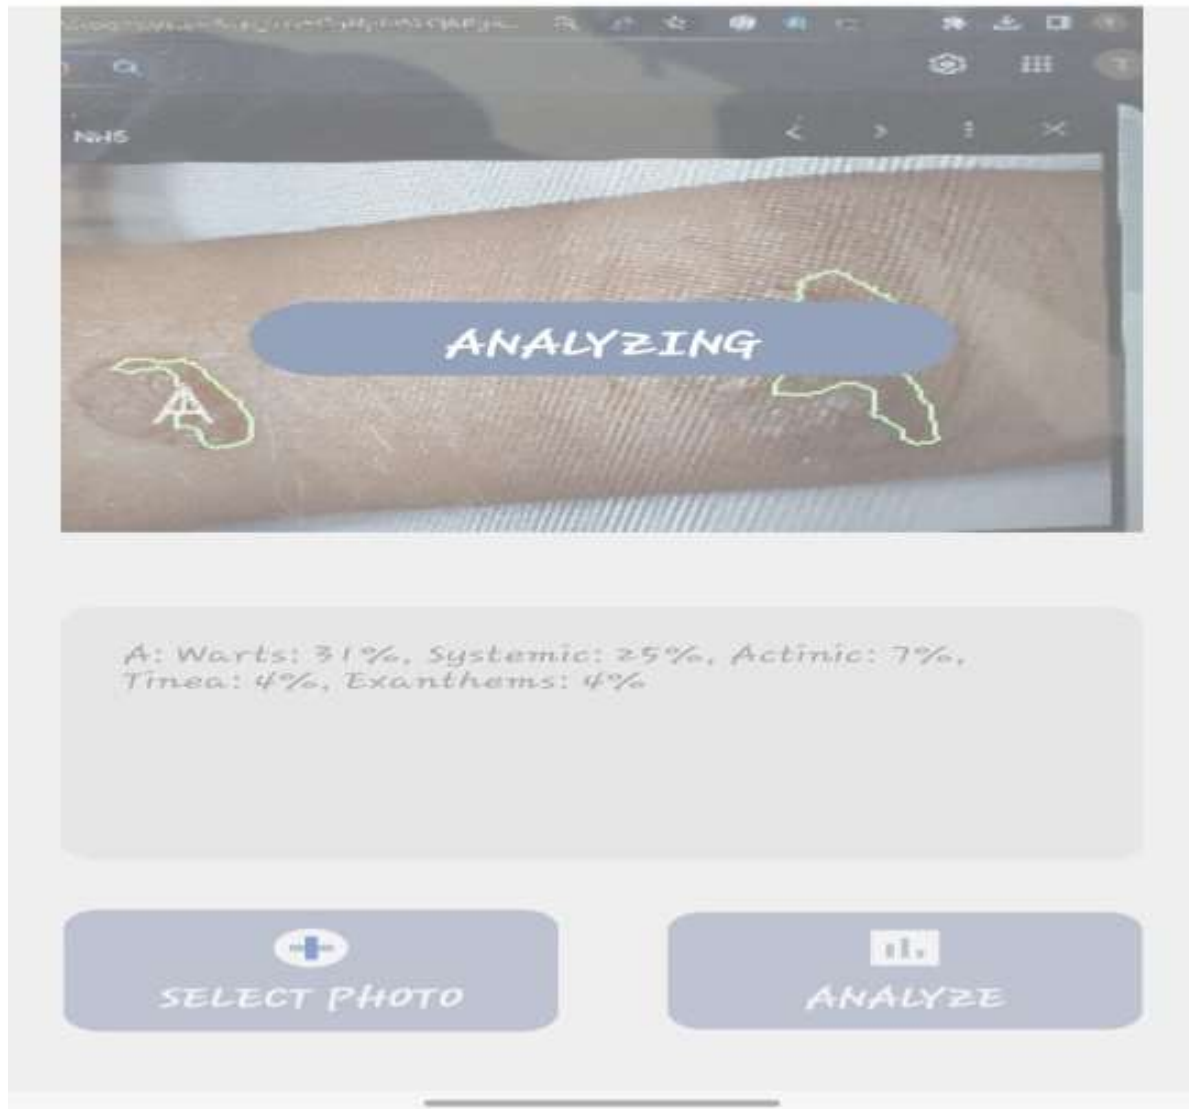 NHS
ANALYZING
A
A: Warts: 31%, Systemic: 25%, Actinic: 7%,
Tinea: 4%, Exanthems: 4%
SELECT PHOTO
ANALYZE